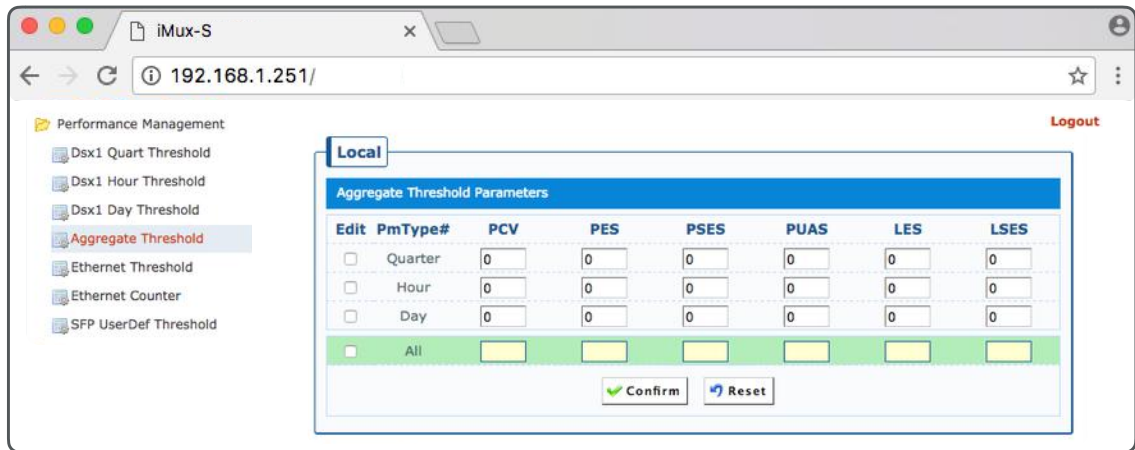 iMux-S
192.168.1.251/
Logout
Performance Management
Dsx1 Quart Threshold
Dsx1 Hour Threshold
Dsx1 Day Threshold
Aggregate Threshold
Ethernet Threshold
Ethernet Counter
SFP UserDef Threshold
Local
Aggregate Threshold Parameters
Edit PmType# PCV PES PSES PUAS LES LSES
Quarter 0 0 0 0 0 0
Hour 0 0 0 0 0 0
Day 0 0 0 0 0 0
All
Confirm Reset